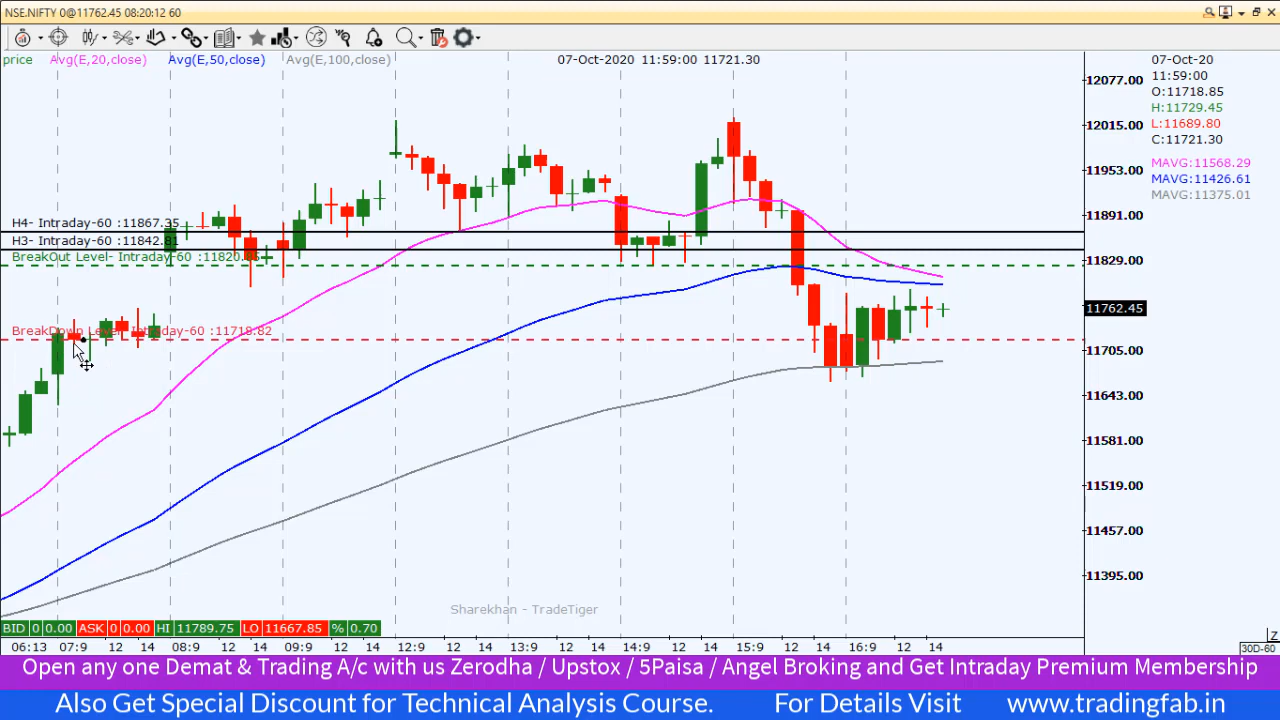 NSE.NIFTY 0@11762.45 08:20:12 60
price Avg(E,20,close) Avg(E,50,close) Avg(E,100,close) 07-Oct-2020 11:59:00 11721.30
07-Oct-20
11:59:00
O:11718.85
H:11729.45
L:11689.80
C:11721.30
MAVG:11568.29
MAVG:11426.61
MAVG:11375.01
12077.00
12015.00
11953.00
11891.00
11829.00
11762.45
11705.00
11643.00
11581.00
11519.00
11457.00
11395.00
H4- Intraday-60 :11867.35
H3- Intraday-60 :11842.81
BreakOut Level- Intraday-60 :11820.
BreakDown Level- Intraday-60 :11718.82
Sharekhan - TradeTiger
BID 0 0.00 ASK 0 0.00 HI 11789.75 LO 11667.85 % 0.70
06:13 07:9 12 14 08:9 12 14 09:9 12 14 12 14 13:9 12 14 14:9 12 14 15:9 12 14 16:9 12 14
Z
30D-60
Open any one Demat & Trading A/c with us Zerodha / Upstox / 5Paisa / Angel Broking and Get Intraday Premium Membership
Also Get Special Discount for Technical Analysis Course. For Details Visit www.tradingfab.in